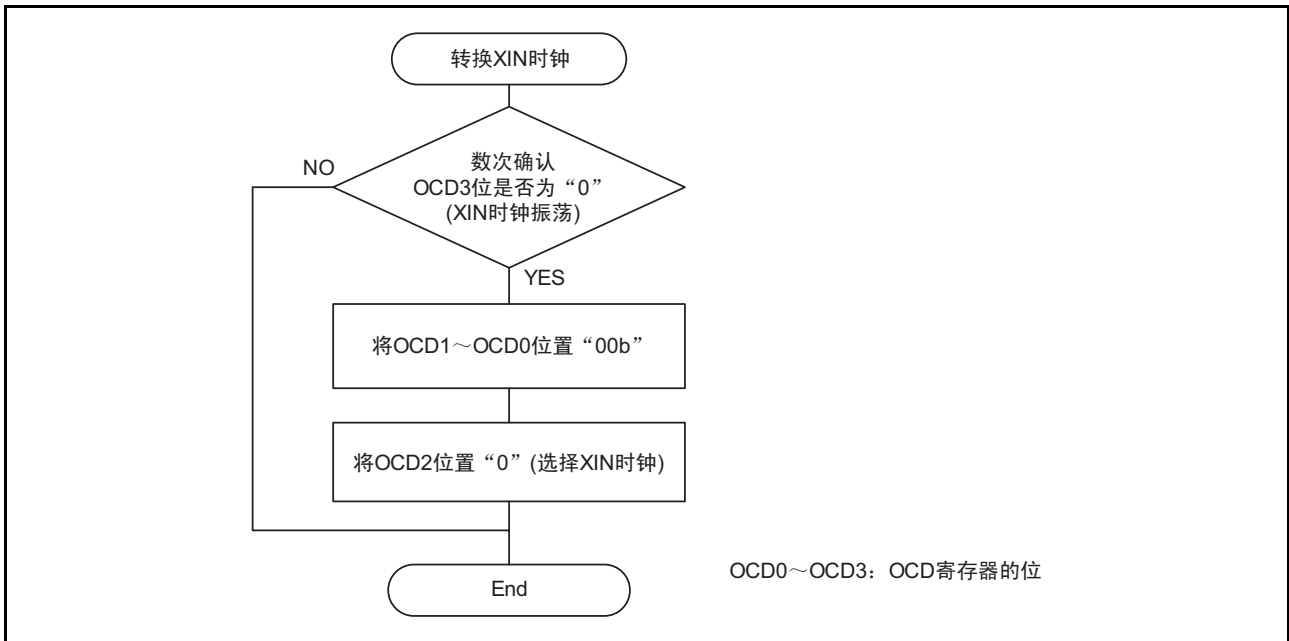 转换XIN时钟
数次确认
OCD3位是否为“0”
(XIN时钟振荡)
NO
YES
将OCD1～OCD0位置“00b”
将OCD2位置“0”(选择XIN时钟)
End
OCD0～OCD3：OCD寄存器的位